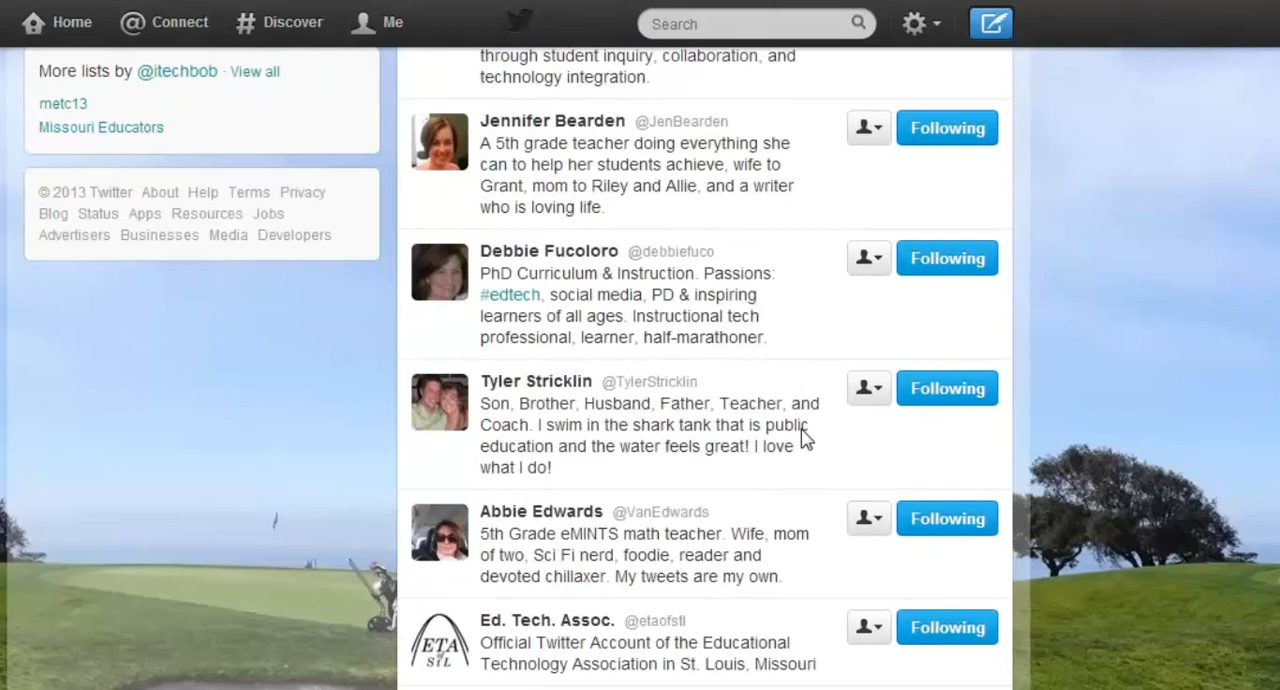 Home
Connect
Discover
Me
Search
More lists by @itechbob · View all
metc13
Missouri Educators
© 2013 Twitter About Help Terms Privacy
Blog Status Apps Resources Jobs
Advertisers Businesses Media Developers
through student inquiry, collaboration, and
technology integration.
Jennifer Bearden @JenBearden
A 5th grade teacher doing everything she
can to help her students achieve, wife to
Grant, mom to Riley and Allie, and a writer
who is loving life.
Following
Debbie Fucoloro @debbiefuco
PhD Curriculum & Instruction. Passions:
#edtech, social media, PD & inspiring
learners of all ages. Instructional tech
professional, learner, half-marathoner.
Following
Tyler Stricklin @TylerStricklin
Son, Brother, Husband, Father, Teacher, and
Coach. I swim in the shark tank that is public
education and the water feels great! I love
what I do!
Following
Abbie Edwards @VanEdwards
5th Grade eMINTS math teacher. Wife, mom
of two, Sci Fi nerd, foodie, reader and
devoted chillaxer. My tweets are my own.
Following
ETA
of STL
Ed. Tech. Assoc. @etaofstl
Official Twitter Account of the Educational
Technology Association in St. Louis, Missouri
Following